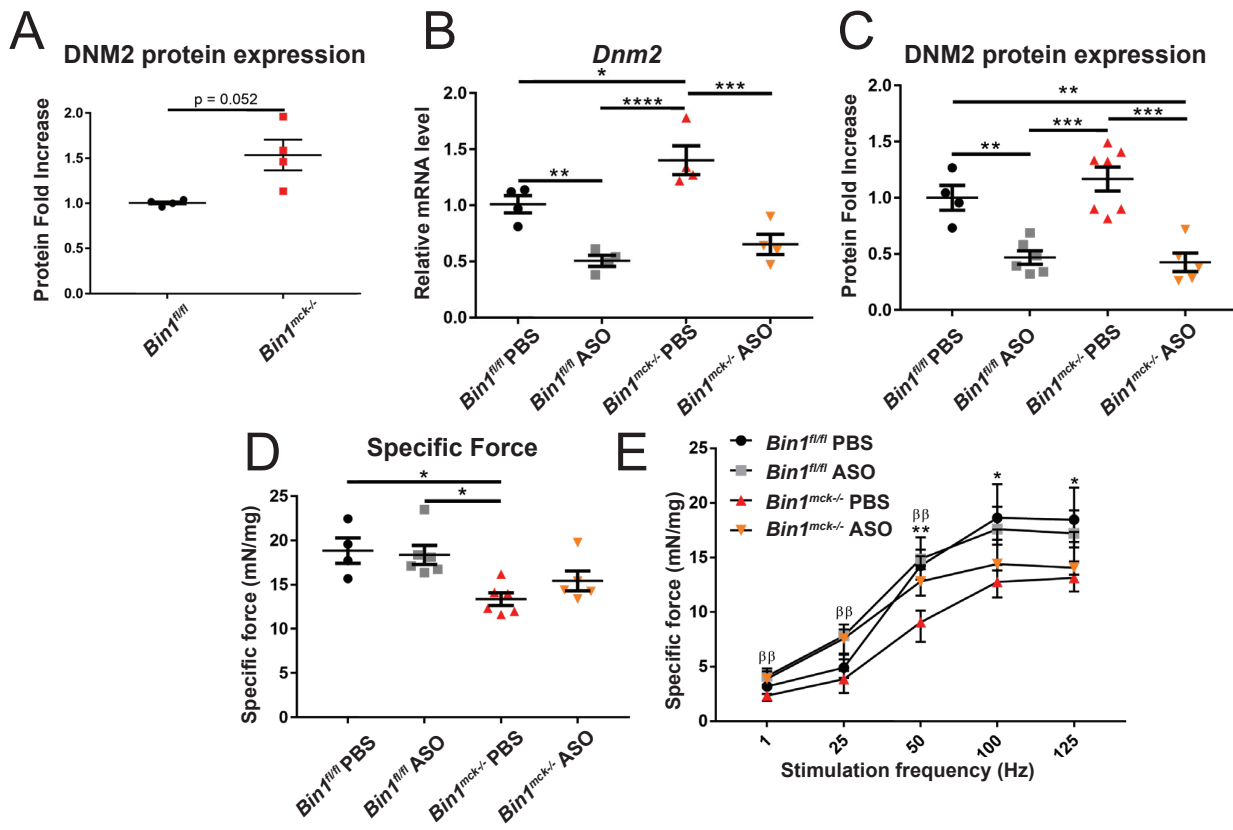 A
DNM2 protein expression
Protein Fold Increase
2.0
1.5
1.0
0.5
0.0
p = 0.052
Bin1fl/fl
Bin1mck-/-
B
Dnm2
Relative mRNA level
2.0
1.5
1.0
0.5
0.0
*
****
***
**
Bin1fl/fl PBS
Bin1fl/fl ASO
Bin1mck-/- PBS
Bin1mck-/- ASO
C
DNM2 protein expression
Protein Fold Increase
2.0
1.5
1.0
0.5
0.0
**
***
***
**
Bin1fl/fl PBS
Bin1fl/fl ASO
Bin1mck-/- PBS
Bin1mck-/- ASO
D
Specific Force
Specific force (mN/mg)
25
20
15
10
5
0
*
*
Bin1fl/fl PBS
Bin1fl/fl ASO
Bin1mck-/- PBS
Bin1mck-/- ASO
E
Bin1fl/fl PBS
Bin1fl/fl ASO
Bin1mck-/- PBS
Bin1mck-/- ASO
Specific force (mN/mg)
25
20
15
10
5
0
ββ
ββ
ββ
**
*
*
1
25
50
100
125
Stimulation frequency (Hz)